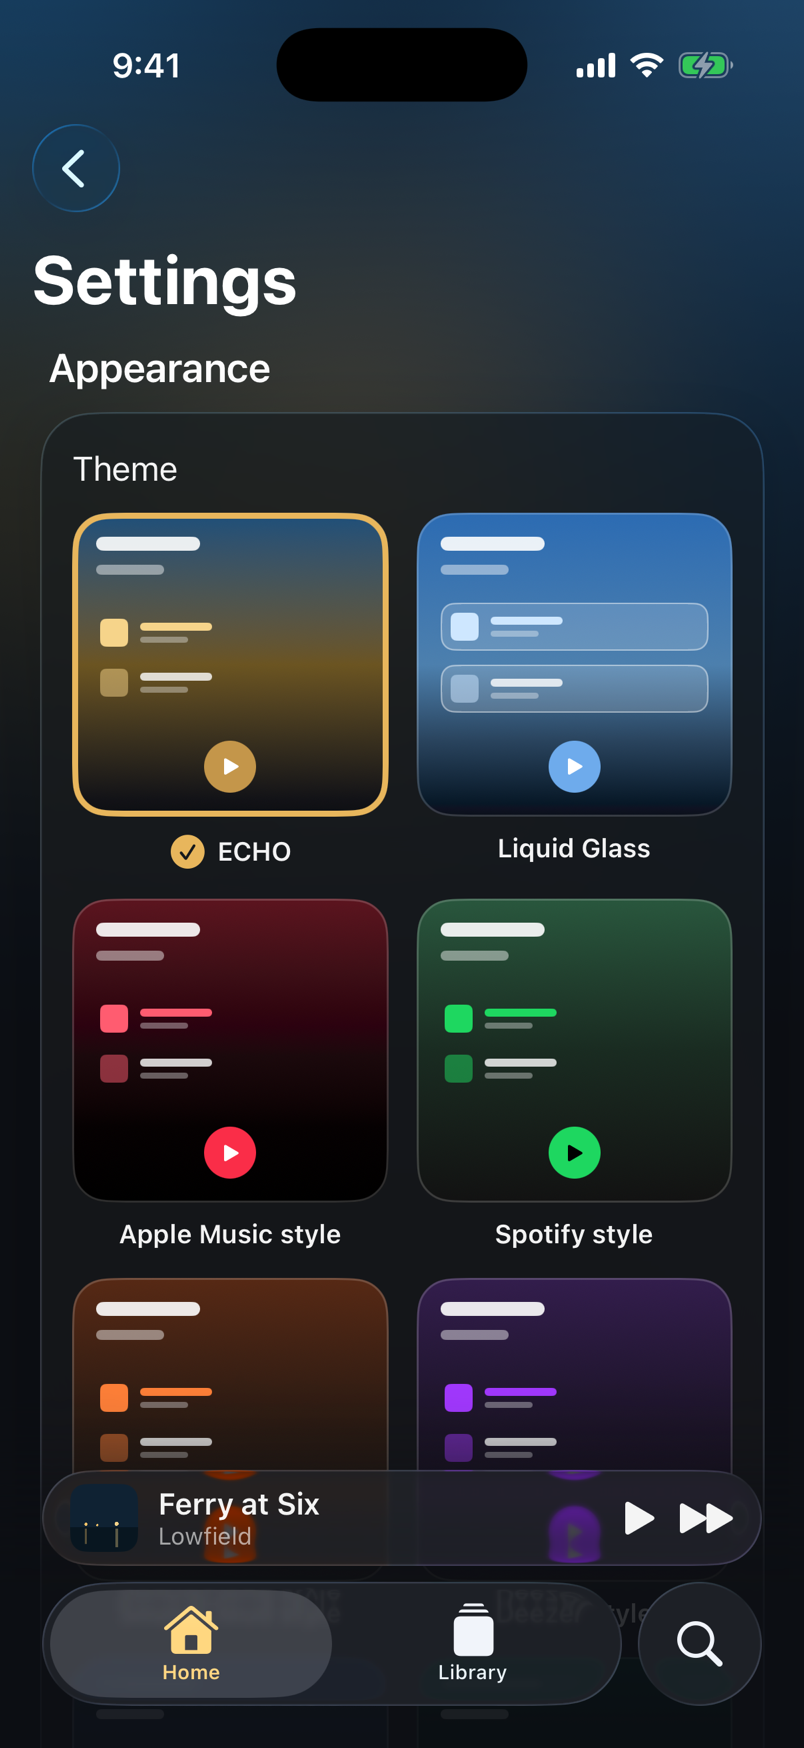 9:41
Settings
Appearance
Theme
ECHO
Liquid Glass
Apple Music style
Spotify style
Ferry at Six
Lowfield
Deezer
Home
Library